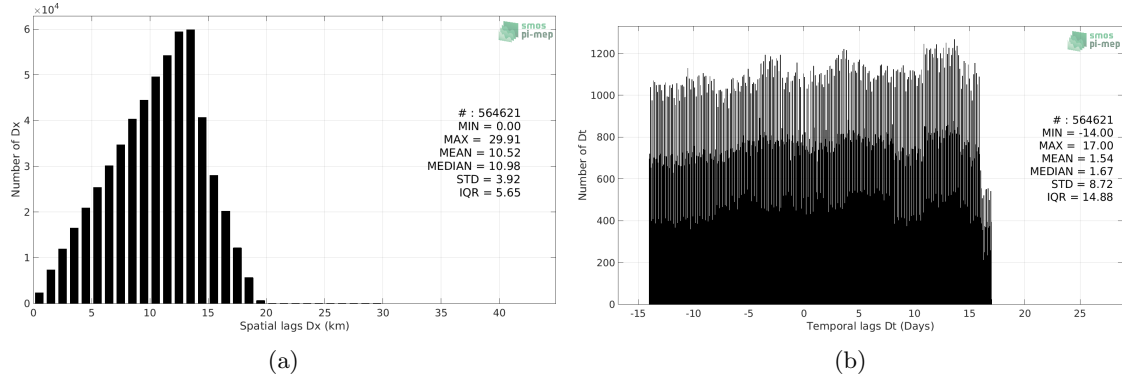 ×10⁴
6
5
4
3
2
1
0
Number of Dx
0 5 10 15 20 25 30 35 40
Spatial lags Dx (km)
smos
pi-mep
# : 564621
MIN = 0.00
MAX = 29.91
MEAN = 10.52
MEDIAN = 10.98
STD = 3.92
IQR = 5.65
(a)
1200
1000
800
600
400
200
0
Number of Dt
-15 -10 -5 0 5 10 15 20 25
Temporal lags Dt (Days)
smos
pi-mep
# : 564621
MIN = -14.00
MAX = 17.00
MEAN = 1.54
MEDIAN = 1.67
STD = 8.72
IQR = 14.88
(b)